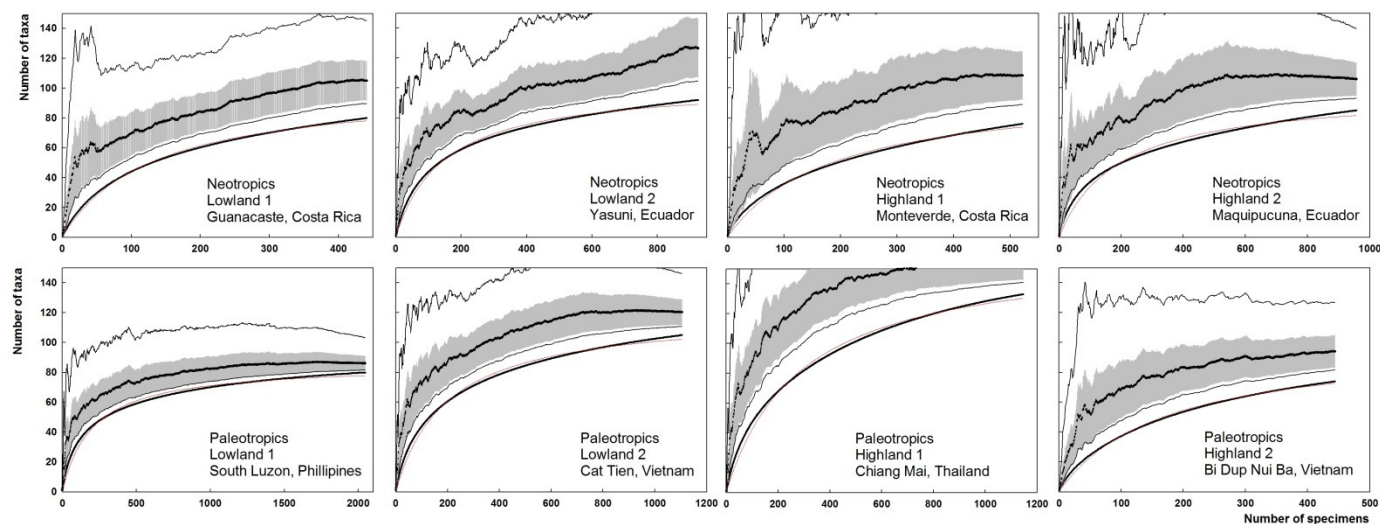 Number of taxa
140
120
100
80
60
40
20
0
0 100 200 300 400
Neotropics
Lowland 1
Guanacaste, Costa Rica
0 200 400 600 800
Neotropics
Lowland 2
Yasuni, Ecuador
0 100 200 300 400 500
Neotropics
Highland 1
Monteverde, Costa Rica
0 200 400 600 800 1000
Neotropics
Highland 2
Maquipucuna, Ecuador
Number of taxa
140
120
100
80
60
40
20
0
0 500 1000 1500 2000
Paleotropics
Lowland 1
South Luzon, Phillipines
0 200 400 600 800 1000 1200
Paleotropics
Lowland 2
Cat Tien, Vietnam
0 200 400 600 800 1000 1200
Paleotropics
Highland 1
Chiang Mai, Thailand
0 100 200 300 400 500
Paleotropics
Highland 2
Bi Dup Nui Ba, Vietnam
Number of specimens